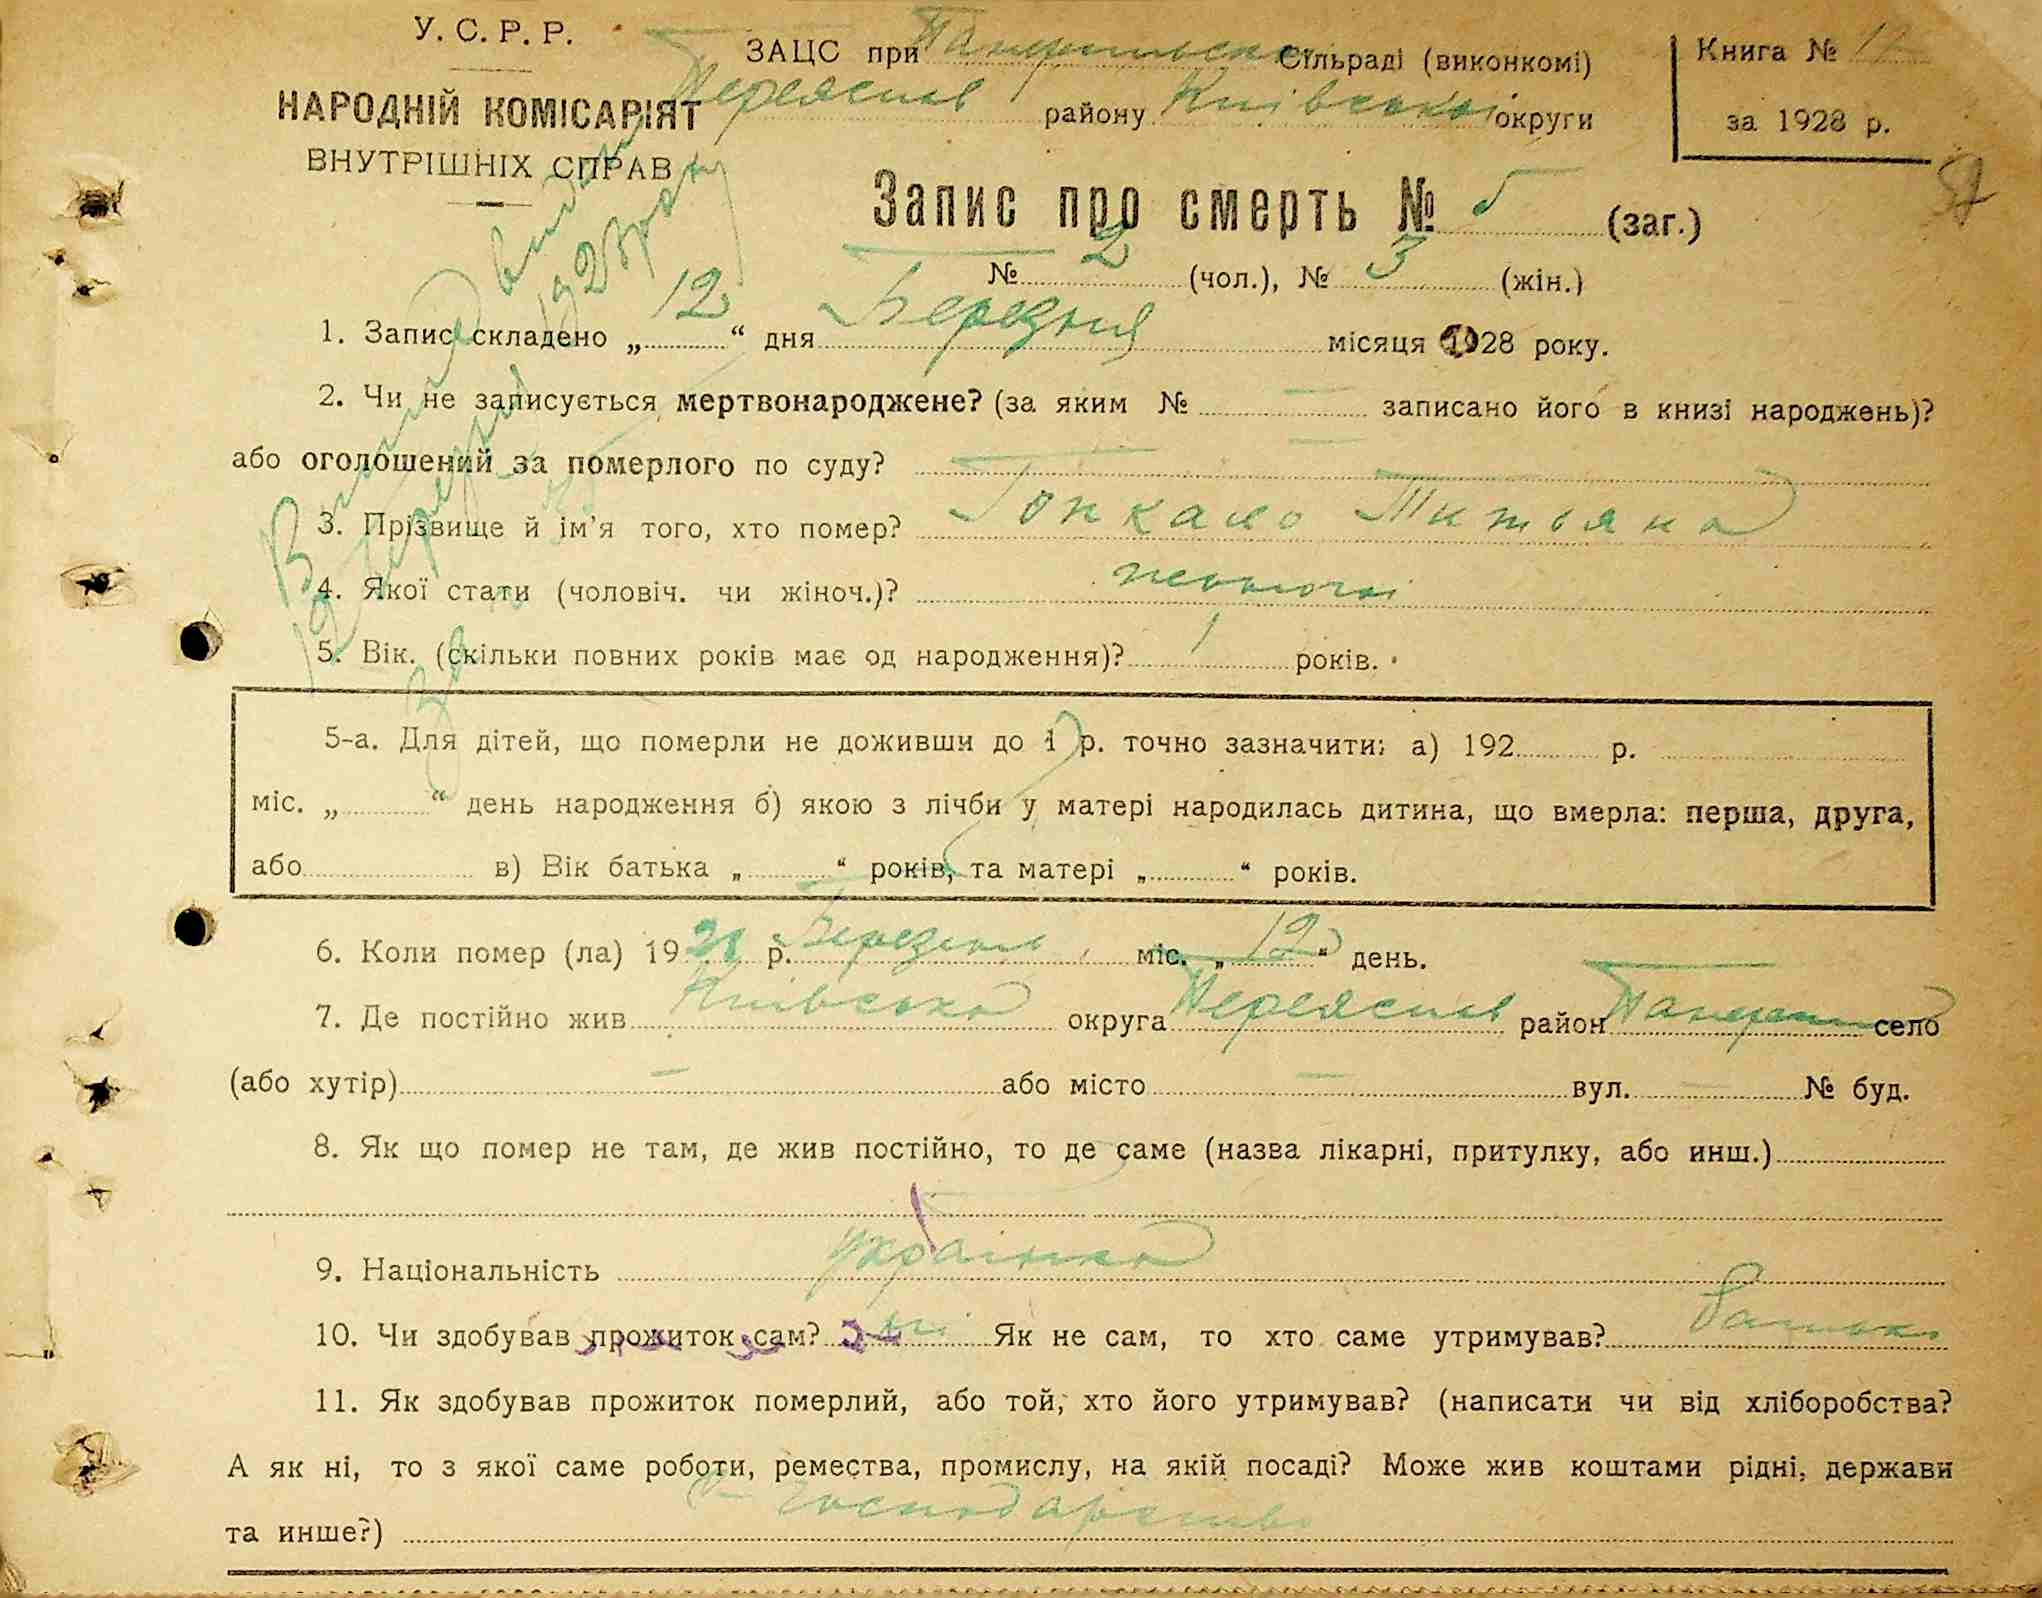 У. С. Р. Р.
НАРОДНІЙ КОМІСАРІЯТ
ВНУТРІШНІХ СПРАВ
ЗАЦС при сільраді (виконкомі)
Переяслав району Київської округи
Книга №
за 1928 р.
Запис про смерть № 5 (заг.)
№ 2 (чол.), № 3 (жін.)
1. Запис складено „ 12 “ дня Березня місяця 1928 року.
2. Чи не записується мертвонароджене? (за яким № — записано його в книзі народжень)?
або оголошений за померлого по суду?
3. Прізвище й ім'я того, хто помер? Гопкало Титьяна
4. Якої стати (чоловіч. чи жіноч.)? жіночої
5. Вік. (скільки повних років має од народження)? 1 років.
5-а. Для дітей, що померли не доживши до 1 р. точно зазначити: а) 192 р.
міс. „ “ день народження б) якою з лічби у матері народилась дитина, що вмерла: перша, друга,
або в) Вік батька „ “ років, та матері „ “ років.
6. Коли помер (ла) 1928 р. Березня міс. „ 12 “ день.
7. Де постійно жив Київська округа Переяслав район село
(або хутір) — або місто — вул. — № буд.
8. Як що помер не там, де жив постійно, то де саме (назва лікарні, притулку, або инш.)
9. Національність українка
10. Чи здобував прожиток сам? ні Як не сам, то хто саме утримував? батько
11. Як здобував прожиток померлий, або той, хто його утримував? (написати чи від хліборобства?
А як ні, то з якої саме роботи, ремества, промислу, на якій посаді? Може жив коштами рідні, держави
та инше?) господарство